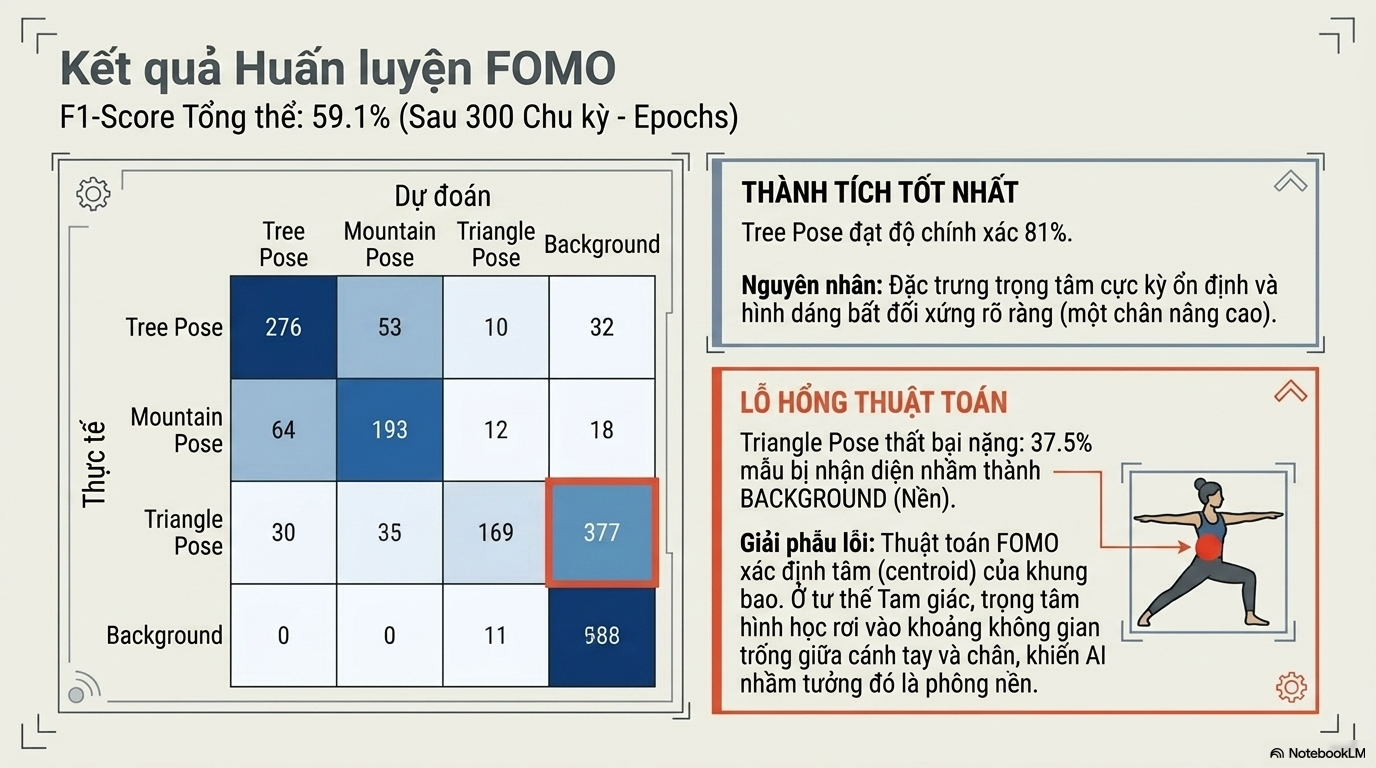 Kết quả Huấn luyện FOMO
F1-Score Tổng thể: 59.1% (Sau 300 Chu kỳ - Epochs)
Dự đoán
Tree Pose
Mountain Pose
Triangle Pose
Background
Thực tế
Tree Pose
276
53
10
32
Mountain
Pose
64
193
12
18
Triangle
Pose
30
35
169
377
Background
0
0
11
588
THÀNH TÍCH TỐT NHẤT
Tree Pose đạt độ chính xác 81%.
Nguyên nhân: Đặc trưng trọng tâm cực kỳ ổn định và
hình dáng bất đối xứng rõ ràng (một chân nâng cao).
LỖ HỔNG THUẬT TOÁN
Triangle Pose thất bại nặng: 37.5%
mẫu bị nhận diện nhầm thành
BACKGROUND (Nền).
Giải phẫu lỗi: Thuật toán FOMO
xác định tâm (centroid) của khung
bao. Ở tư thế Tam giác, trọng tâm
hình học rơi vào khoảng không gian
trống giữa cánh tay và chân, khiến AI
nhầm tưởng đó là phông nền.
NotebookLM